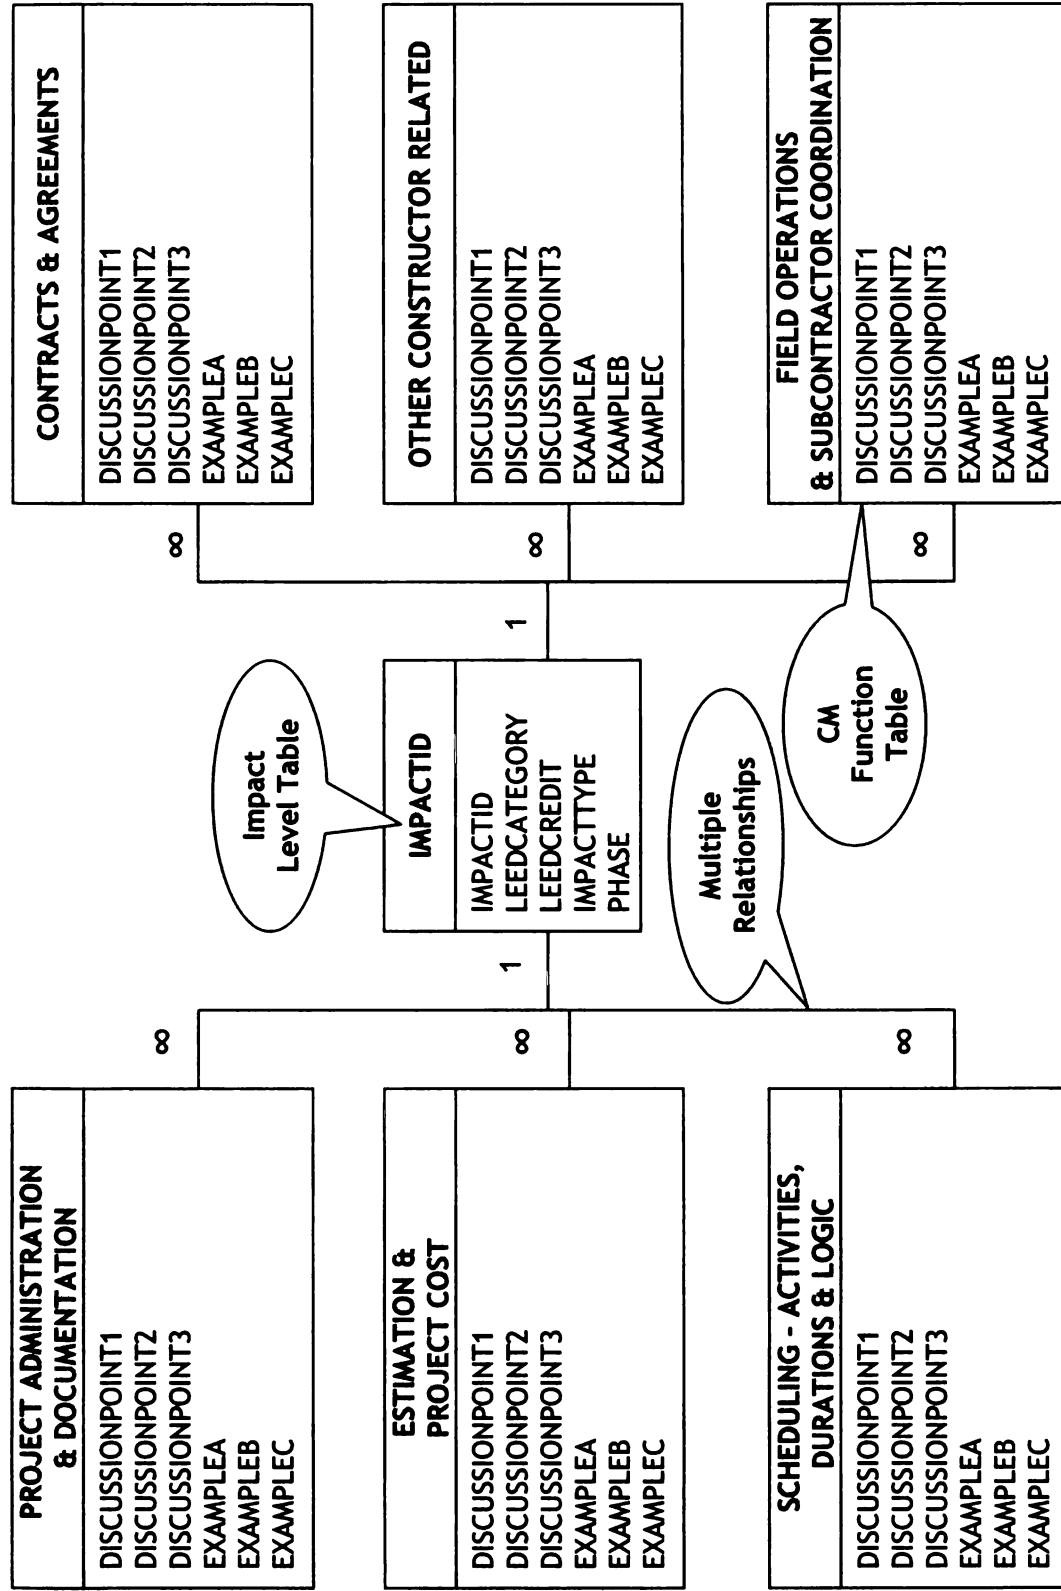 PROJECT ADMINISTRATION
& DOCUMENTATION
DISCUSSIONPOINT1
DISCUSSIONPOINT2
DISCUSSIONPOINT3
EXAMPLEA
EXAMPLEB
EXAMPLEC
ESTIMATION &
PROJECT COST
DISCUSSIONPOINT1
DISCUSSIONPOINT2
DISCUSSIONPOINT3
EXAMPLEA
EXAMPLEB
EXAMPLEC
SCHEDULING - ACTIVITIES,
DURATIONS & LOGIC
DISCUSSIONPOINT1
DISCUSSIONPOINT2
DISCUSSIONPOINT3
EXAMPLEA
EXAMPLEB
EXAMPLEC
∞
∞
∞
1
Impact
Level Table
IMPACTID
IMPACTID
LEEDCATEGORY
LEEDCREDIT
IMPACTTYPE
PHASE
Multiple
Relationships
CM
Function
Table
1
∞
∞
∞
CONTRACTS & AGREEMENTS
DISCUSSIONPOINT1
DISCUSSIONPOINT2
DISCUSSIONPOINT3
EXAMPLEA
EXAMPLEB
EXAMPLEC
OTHER CONSTRUCTOR RELATED
DISCUSSIONPOINT1
DISCUSSIONPOINT2
DISCUSSIONPOINT3
EXAMPLEA
EXAMPLEB
EXAMPLEC
FIELD OPERATIONS
& SUBCONTRACTOR COORDINATION
DISCUSSIONPOINT1
DISCUSSIONPOINT2
DISCUSSIONPOINT3
EXAMPLEA
EXAMPLEB
EXAMPLEC